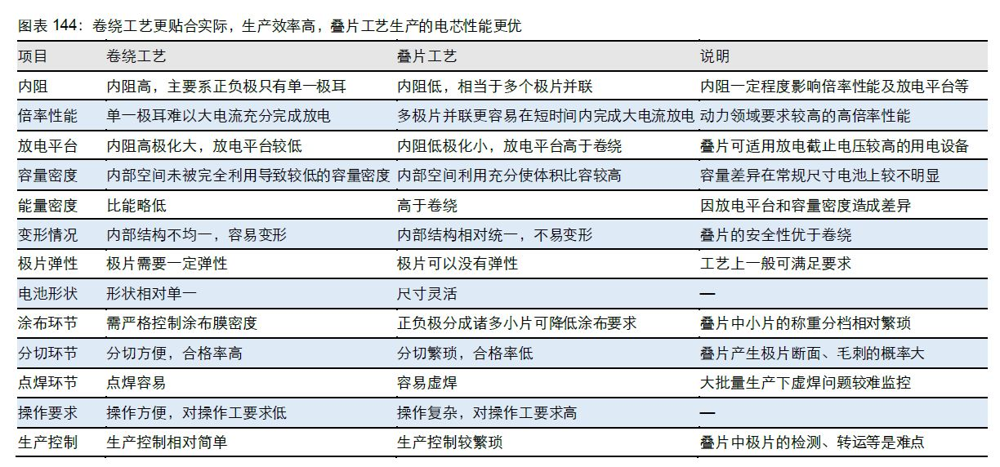 图表 144：卷绕工艺更贴合实际，生产效率高，叠片工艺生产的电芯性能更优
项目 卷绕工艺 叠片工艺 说明
内阻 内阻高，主要系正负极只有单一极耳 内阻低，相当于多个极片并联 内阻一定程度影响倍率性能及放电平台等
倍率性能 单一极耳难以大电流充分完成放电 多极片并联更容易在短时间内完成大电流放电 动力领域要求较高的高倍率性能
放电平台 内阻高极化大，放电平台较低 内阻低极化小，放电平台高于卷绕 叠片可适用放电截止电压较高的用电设备
容量密度 内部空间未被完全利用导致较低的容量密度 内部空间利用充分使体积比容较高 容量差异在常规尺寸电池上较不明显
能量密度 比能略低 高于卷绕 因放电平台和容量密度造成差异
变形情况 内部结构不均一，容易变形 内部结构相对统一，不易变形 叠片的安全性优于卷绕
极片弹性 极片需要一定弹性 极片可以没有弹性 工艺上一般可满足要求
电池形状 形状相对单一 尺寸灵活 —
涂布环节 需严格控制涂布膜密度 正负极分成诸多小片可降低涂布要求 叠片中小片的称重分档相对繁琐
分切环节 分切方便，合格率高 分切繁琐，合格率低 叠片产生极片断面、毛刺的概率大
点焊环节 点焊容易 容易虚焊 大批量生产下虚焊问题较难监控
操作要求 操作方便，对操作工要求低 操作复杂，对操作工要求高 —
生产控制 生产控制相对简单 生产控制较繁琐 叠片中极片的检测、转运等是难点